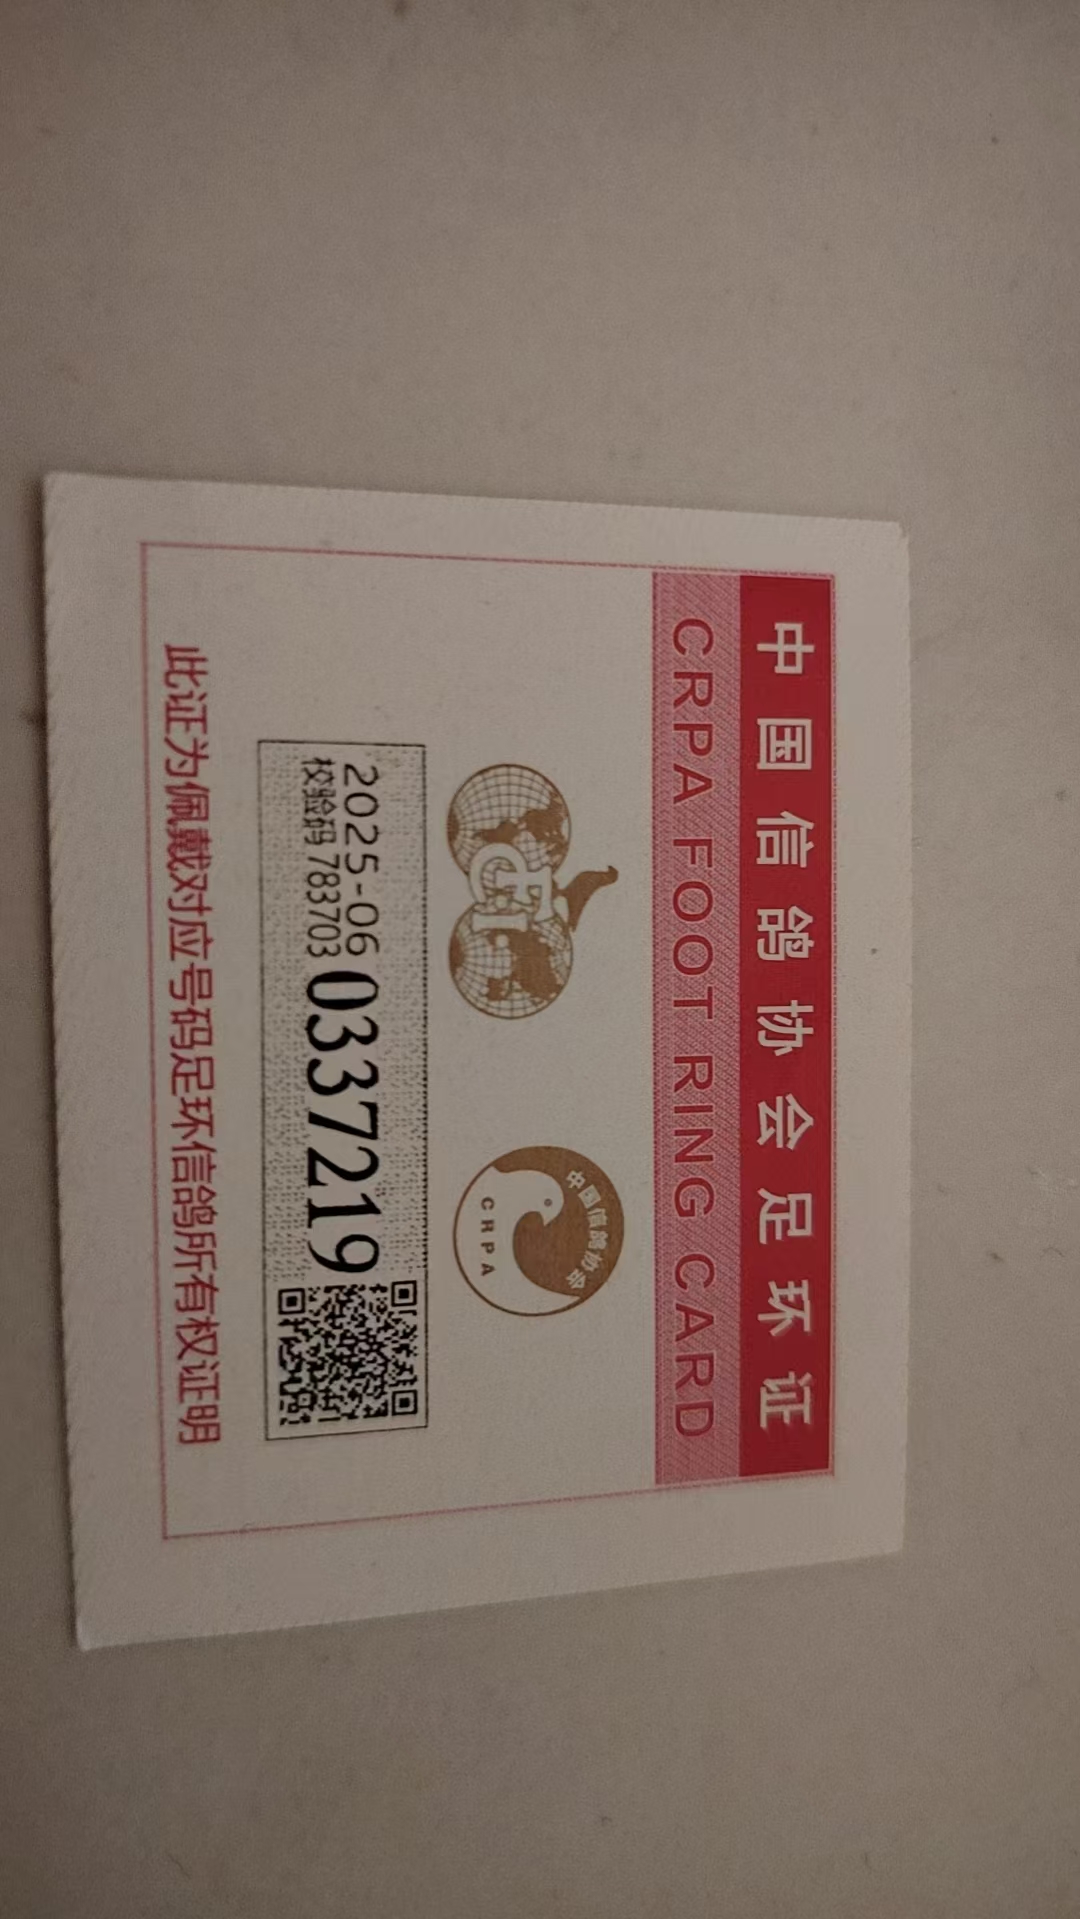 中国信鸽协会足环证
CRPA FOOT RING CARD
FCI
中国信鸽协会
CRPA
2025-06
校验码 783703
0337219
此证为佩戴对应号码足环信鸽所有权证明